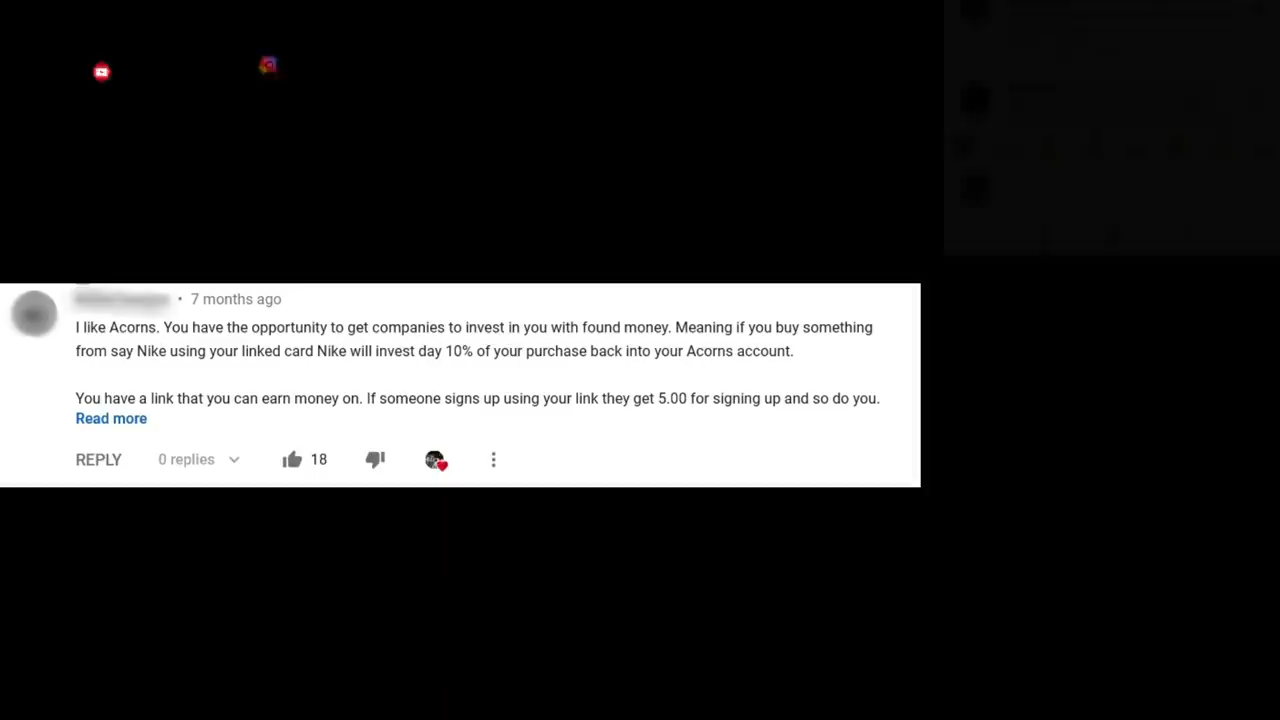 • 7 months ago
I like Acorns. You have the opportunity to get companies to invest in you with found money. Meaning if you buy something
from say Nike using your linked card Nike will invest day 10% of your purchase back into your Acorns account.
You have a link that you can earn money on. If someone signs up using your link they get 5.00 for signing up and so do you.
Read more
REPLY 0 replies 18